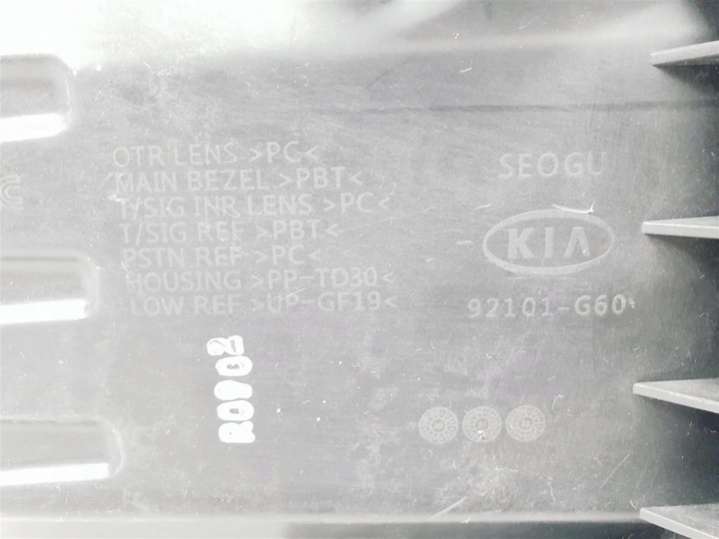 OTR LENS >PC<
MAIN BEZEL >PBT<
T/SIG INR LENS >PC<
T/SIG REF >PBT<
PSTN REF >PC<
HOUSING >PP-TD30<
LOW REF >UP-GF19<
SEOGU
KIA
92101-G60
R0702